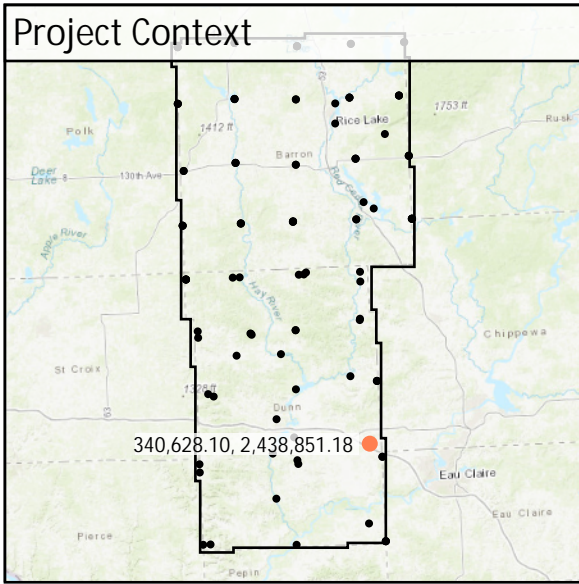 Project Context
63
1753 ft
Rice Lake
Rusk
1412 ft
Polk
Barron
Deer
Lake
8
130th Ave
Red Cedar River
Apple River
Hay River
Chippewa
St Croix
63
1328 ft
Dunn
340,628.10, 2,438,851.18
Eau Claire
Eau Claire
Pierce
Pepin